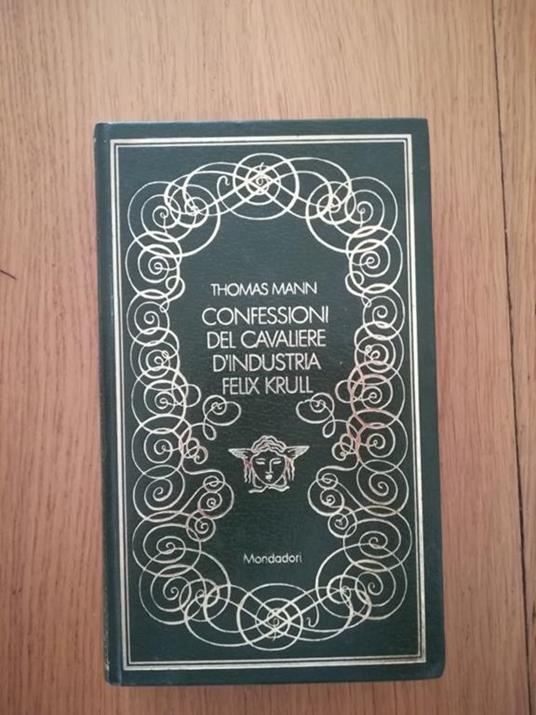 THOMAS MANN
CONFESSIONI
DEL CAVALIERE
D'INDUSTRIA
FELIX KRULL
Mondadori